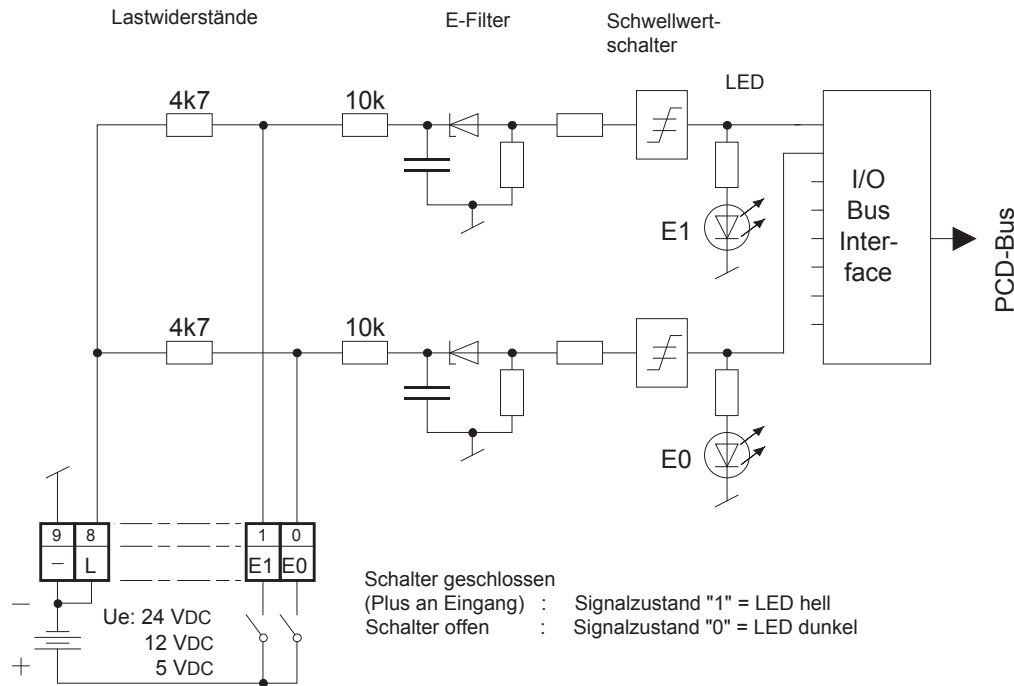 Lastwiderstände
E-Filter
Schwellwert-
schalter
LED
4k7
10k
E1
I/O
Bus
Inter-
face
PCD-Bus
4k7
10k
E0
9 8
– L
1 0
E1 E0
–
+
Ue: 24 VDC
12 VDC
5 VDC
Schalter geschlossen
(Plus an Eingang) : Signalzustand "1" = LED hell
Schalter offen : Signalzustand "0" = LED dunkel